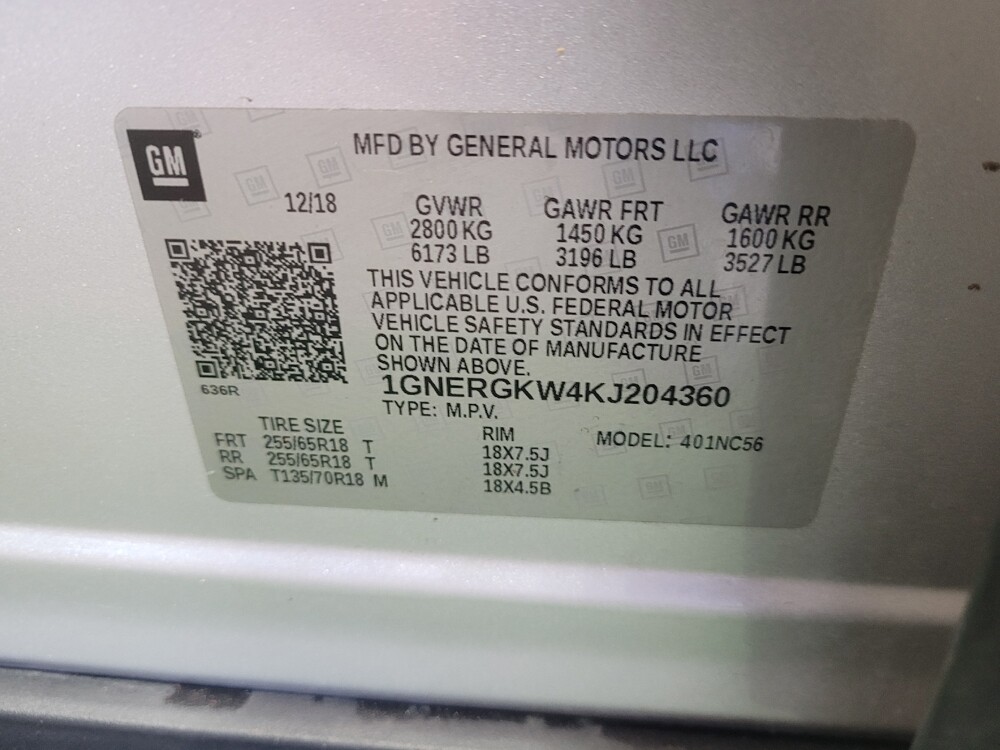 GM
MFD BY GENERAL MOTORS LLC
12/18 GVWR GAWR FRT GAWR RR
2800 KG 1450 KG 1600 KG
6173 LB 3196 LB 3527 LB
THIS VEHICLE CONFORMS TO ALL
APPLICABLE U.S. FEDERAL MOTOR
VEHICLE SAFETY STANDARDS IN EFFECT
ON THE DATE OF MANUFACTURE
SHOWN ABOVE.
636R
1GNERGKW4KJ204360
TYPE: M.P.V.
TIRE SIZE RIM MODEL: 401NC56
FRT 255/65R18 T 18X7.5J
RR 255/65R18 T 18X7.5J
SPA T135/70R18 M 18X4.5B